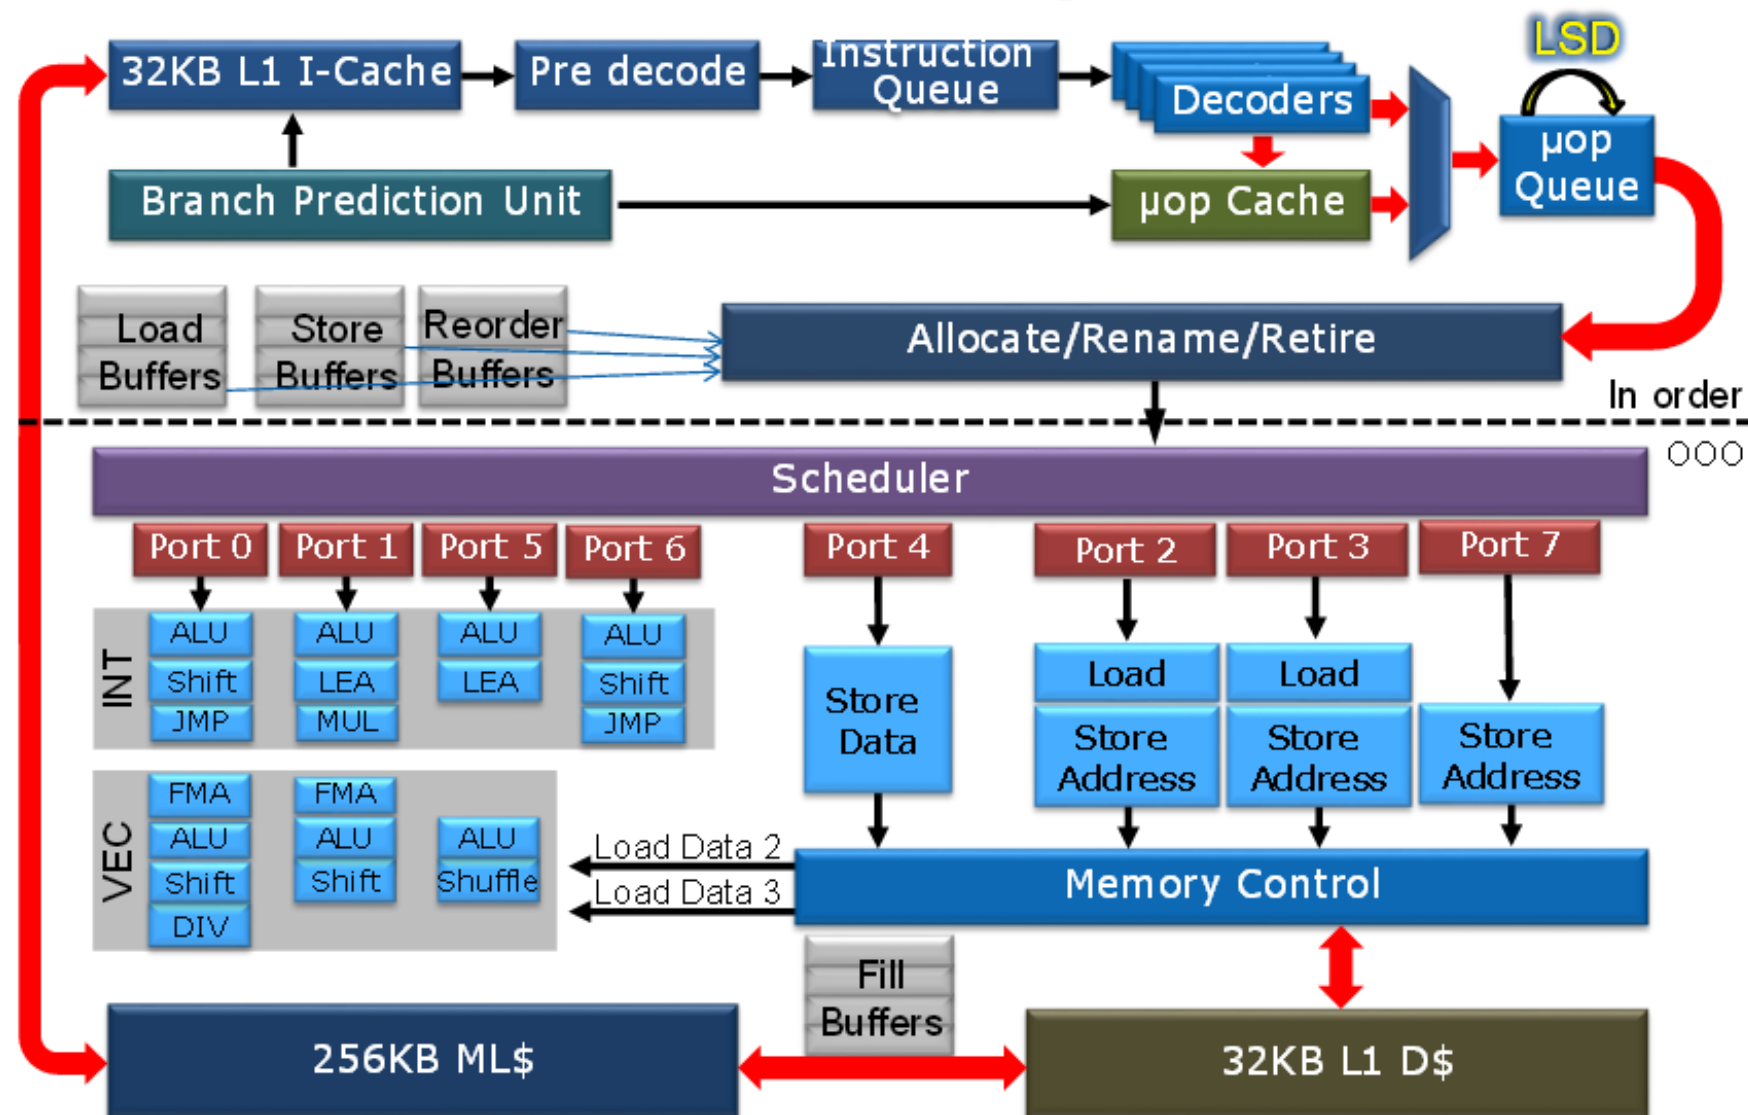 LSD
32KB L1 I-Cache
Pre decode
Instruction
Queue
Decoders
µop
Queue
Branch Prediction Unit
µop Cache
Load
Buffers
Store
Buffers
Reorder
Buffers
Allocate/Rename/Retire
In order
OOO
Scheduler
Port 0
Port 1
Port 5
Port 6
Port 4
Port 2
Port 3
Port 7
INT
ALU
Shift
JMP
ALU
LEA
MUL
ALU
LEA
ALU
Shift
JMP
Store
Data
Load
Store
Address
Load
Store
Address
Store
Address
VEC
FMA
ALU
Shift
DIV
FMA
ALU
Shift
ALU
Shuffle
Load Data 2
Load Data 3
Memory Control
Fill
Buffers
256KB ML$
32KB L1 D$